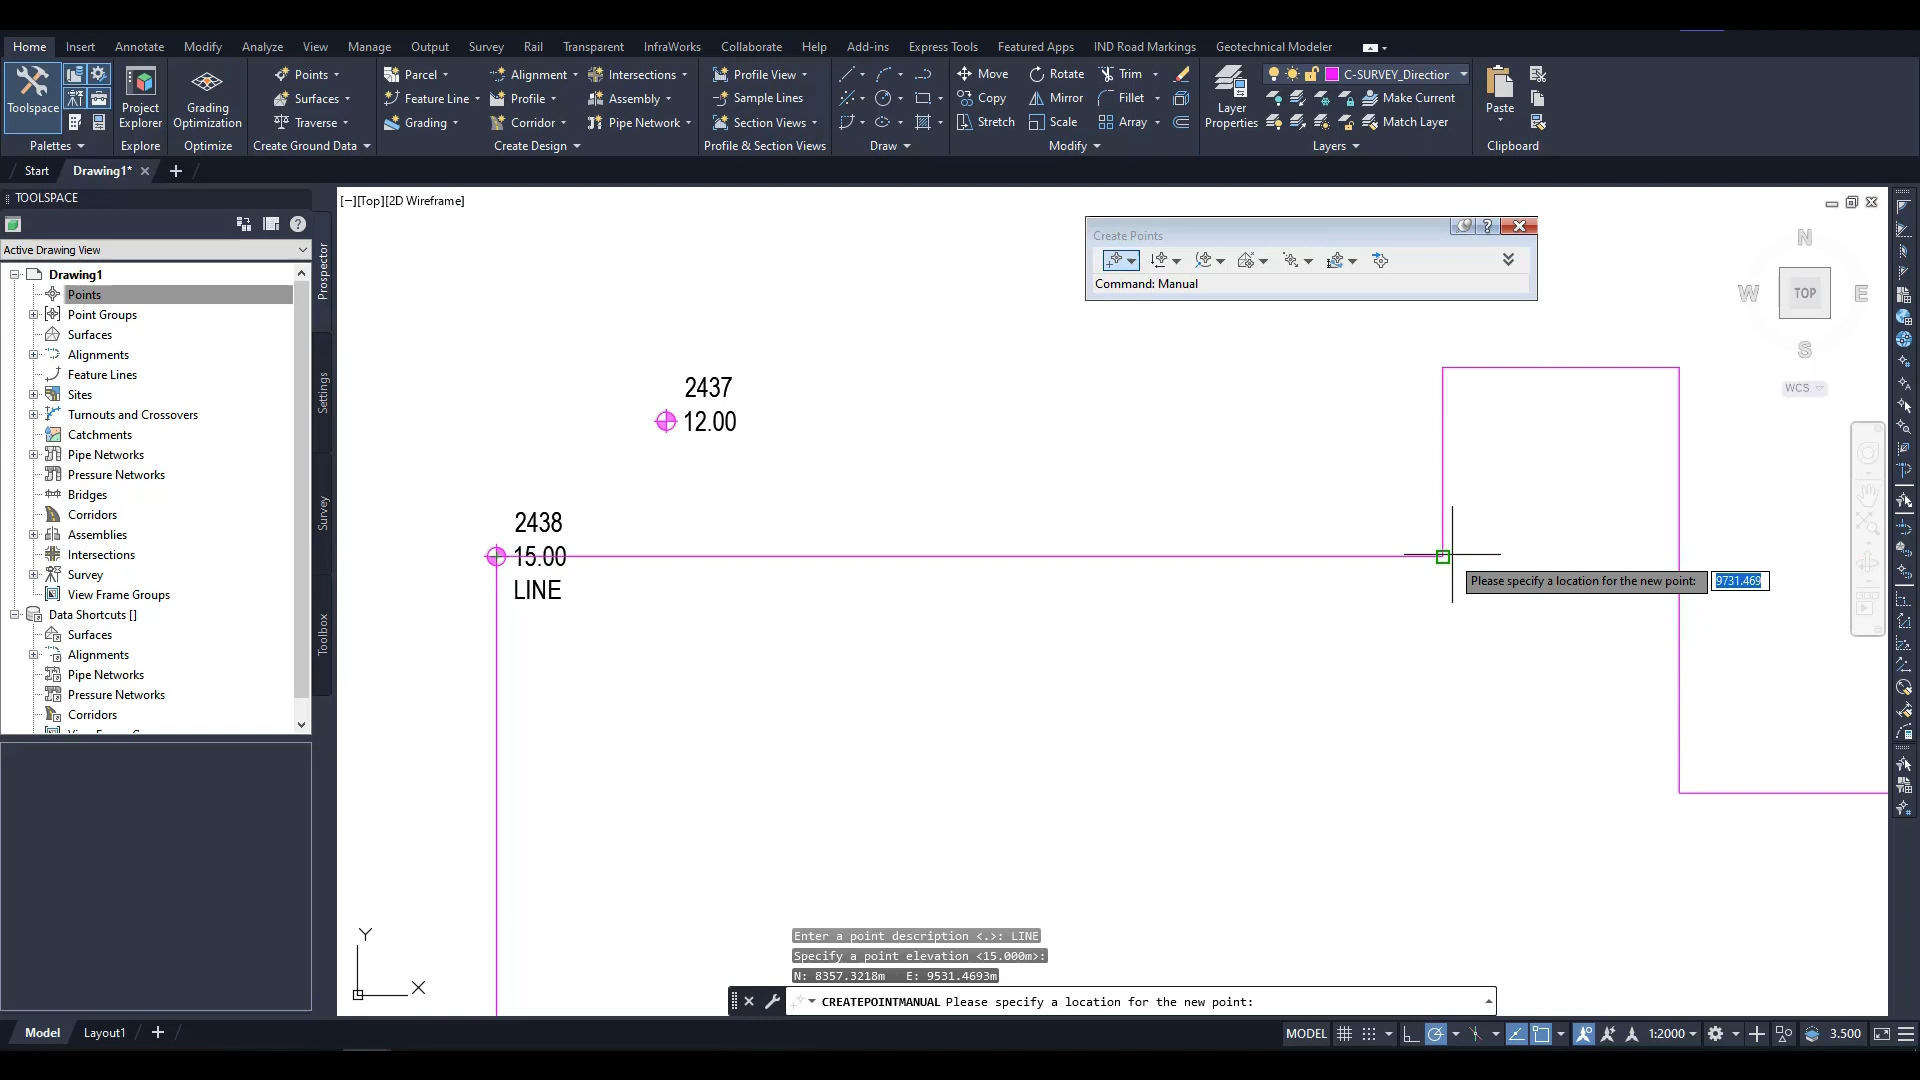 Home Insert Annotate Modify Analyze View Manage Output Survey Rail Transparent InfraWorks Collaborate Help Add-ins Express Tools Featured Apps IND Road Markings Geotechnical Modeler
Toolspace
Palettes
Project Explorer
Explore
Grading Optimization
Optimize
Points
Surfaces
Traverse
Create Ground Data
Parcel
Feature Line
Grading
Alignment
Profile
Corridor
Intersections
Assembly
Pipe Network
Create Design
Profile View
Sample Lines
Section Views
Profile & Section Views
Draw
Move
Copy
Stretch
Rotate
Mirror
Scale
Trim
Fillet
Array
Modify
Layer Properties
C-SURVEY_Direction
Make Current
Match Layer
Layers
Paste
Clipboard
Start Drawing1*
TOOLSPACE
Active Drawing View
Drawing1
Points
Point Groups
Surfaces
Alignments
Feature Lines
Sites
Turnouts and Crossovers
Catchments
Pipe Networks
Pressure Networks
Bridges
Corridors
Assemblies
Intersections
Survey
View Frame Groups
Data Shortcuts []
Surfaces
Alignments
Pipe Networks
Pressure Networks
Corridors
Prospector
Settings
Survey
Toolbox
[−][Top][2D Wireframe]
Create Points
Command: Manual
N
W TOP E
S
WCS
2437
12.00
2438
15.00
LINE
Please specify a location for the new point: 9731.469
Y
X
Enter a point description <.>: LINE
Specify a point elevation <15.000m>:
N: 8357.3218m E: 9531.4693m
CREATEPOINTMANUAL Please specify a location for the new point:
Model Layout1
MODEL 1:2000 3.500